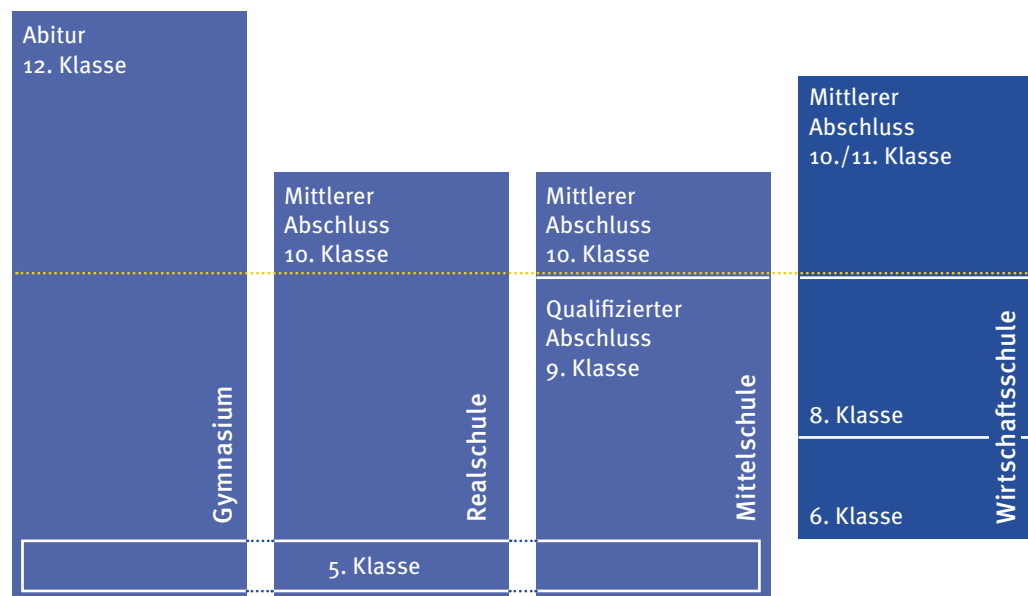 Abitur
12. Klasse
Gymnasium
Mittlerer
Abschluss
10. Klasse
Realschule
Mittlerer
Abschluss
10. Klasse
Qualifizierter
Abschluss
9. Klasse
Mittelschule
Mittlerer
Abschluss
10./11. Klasse
8. Klasse
6. Klasse
Wirtschaftsschule
5. Klasse